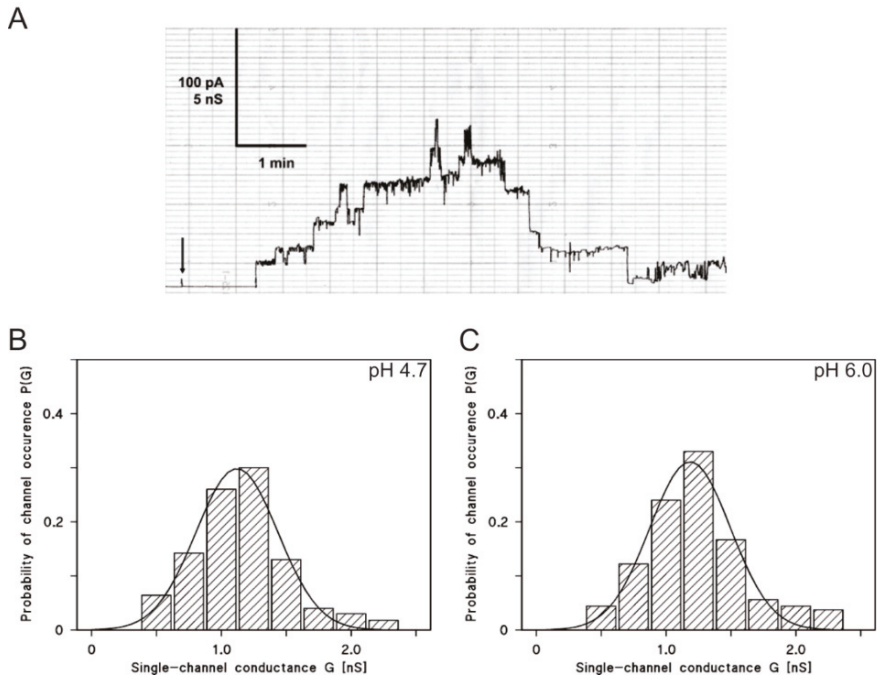 A
100 pA
5 nS
1 min
B
pH 4.7
Probability of channel occurence P(G)
0.4
0.2
0
0
1.0
2.0
Single-channel conductance G [nS]
C
pH 6.0
Probability of channel occurence P(G)
0.4
0.2
0
0
1.0
2.0
Single-channel conductance G [nS]